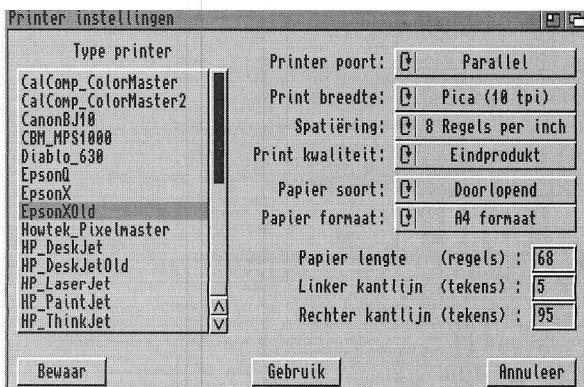 Printer instellingen
Type printer
CalComp_ColorMaster
CalComp_ColorMaster2
CanonBJ10
CBM_MPS1000
Diablo_630
EpsonQ
EpsonX
EpsonXOld
Howtek_Pixelmaster
HP_DeskJet
HP_DeskJetOld
HP_LaserJet
HP_PaintJet
HP_ThinkJet
Printer poort: Parallel
Print breedte: Pica (10 tpi)
Spatiëring: 8 Regels per inch
Print kwaliteit: Eindprodukt
Papier soort: Doorlopend
Papier formaat: A4 formaat
Papier lengte (regels) : 68
Linker kantlijn (tekens) : 5
Rechter kantlijn (tekens) : 95
Bewaar Gebruik Annuleer